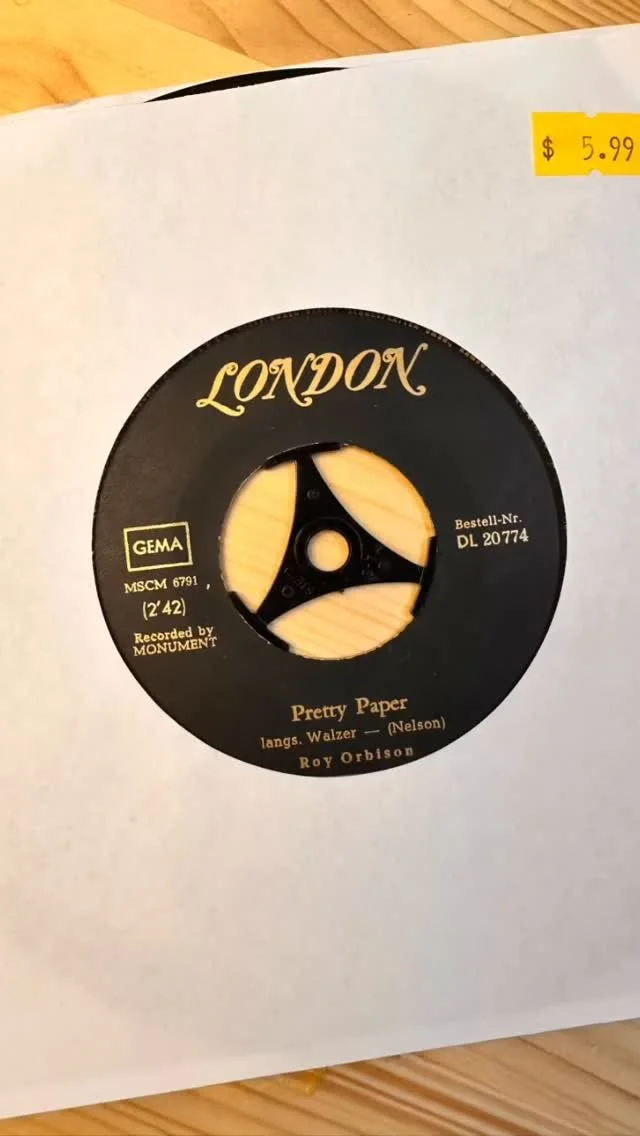 $ 5.99
LONDON
GEMA
MSCM 6791
(2'42)
Recorded by
MONUMENT
Bestell-Nr.
DL 20774
Pretty Paper
langs. Walzer — (Nelson)
Roy Orbison